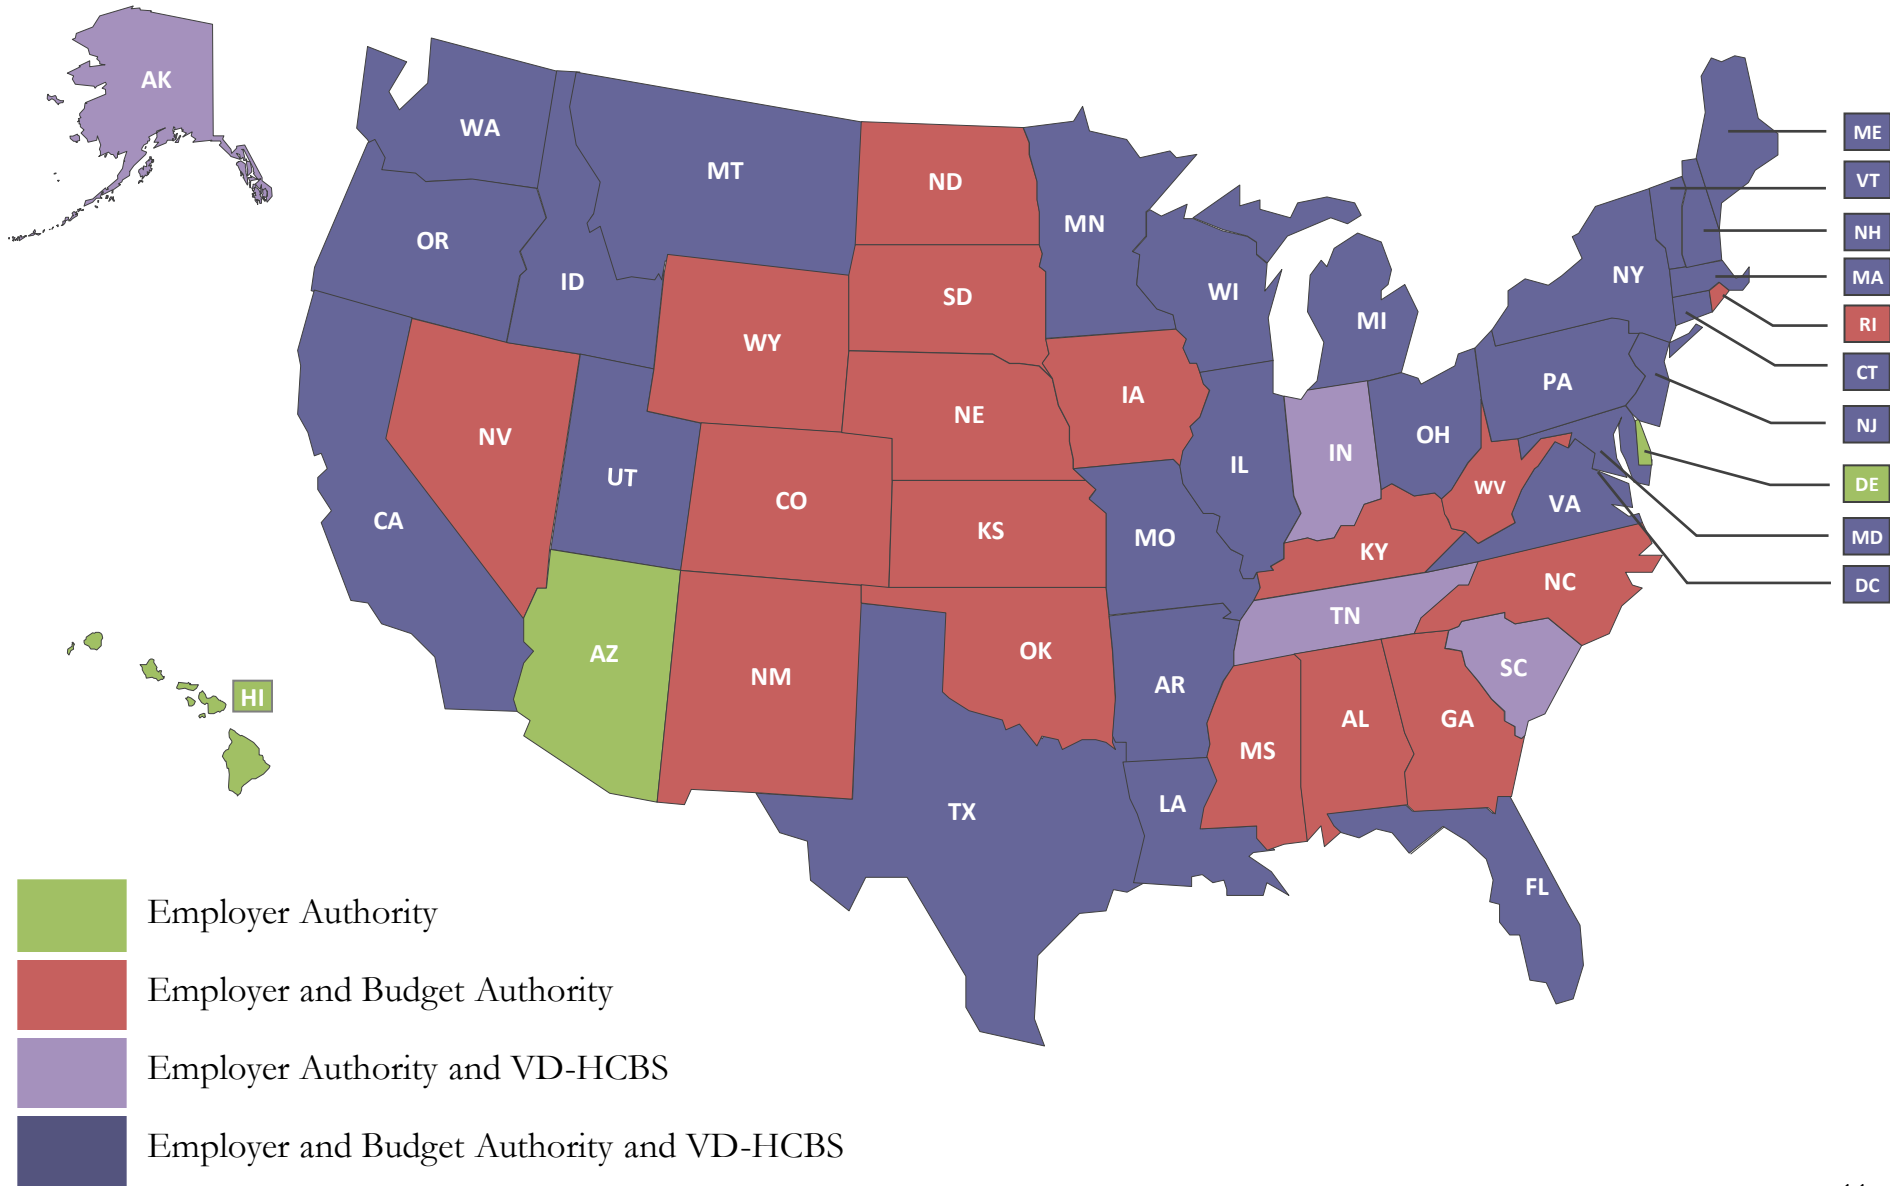 AK
WA
MT
ND
MN
ME
VT
NH
MA
RI
CT
NJ
DE
MD
DC
OR
ID
SD
WI
NY
MI
WY
PA
NE
IA
NV
UT
CO
IL
IN
OH
WV
VA
CA
KS
MO
KY
NC
TN
AZ
NM
OK
AR
SC
HI
MS
AL
GA
TX
LA
FL
Employer Authority
Employer and Budget Authority
Employer Authority and VD-HCBS
Employer and Budget Authority and VD-HCBS